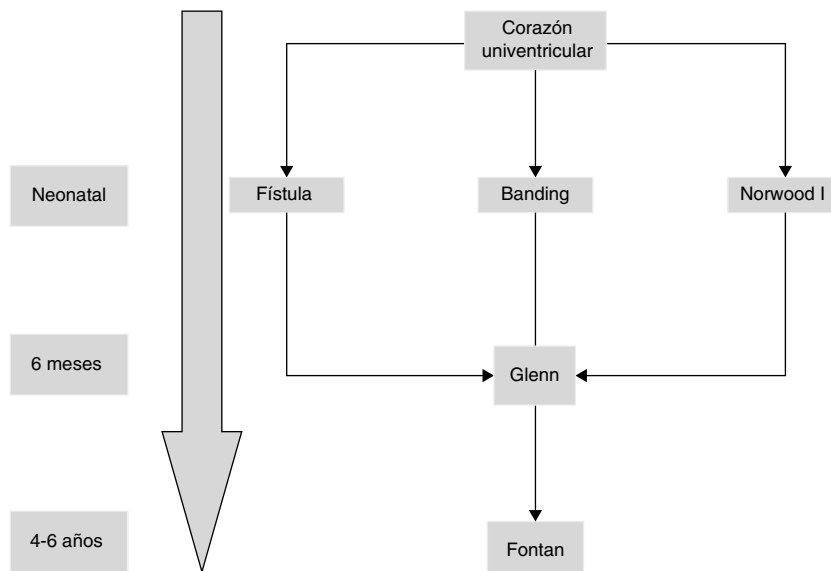 Corazón
univentricular
Neonatal
Fístula
Banding
Norwood I
6 meses
Glenn
4-6 años
Fontan